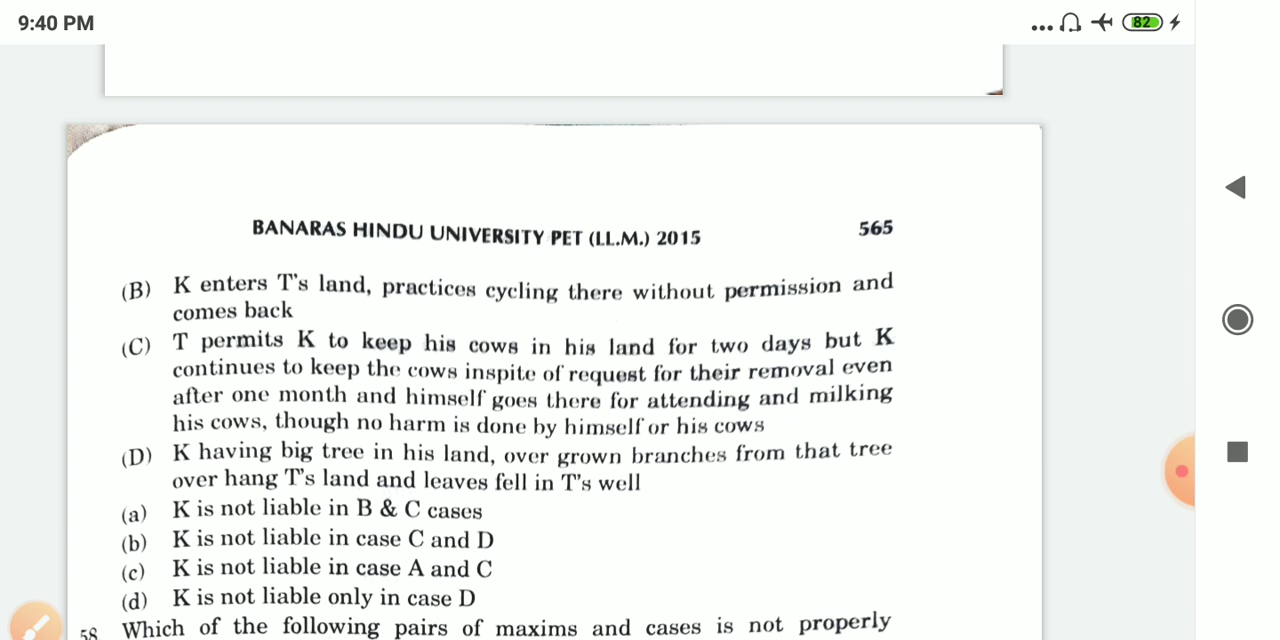 9:40 PM
82
BANARAS HINDU UNIVERSITY PET (LL.M.) 2015 565
(B) K enters T's land, practices cycling there without permission and
comes back
(C) T permits K to keep his cows in his land for two days but K
continues to keep the cows inspite of request for their removal even
after one month and himself goes there for attending and milking
his cows, though no harm is done by himself or his cows
(D) K having big tree in his land, over grown branches from that tree
over hang T's land and leaves fell in T's well
(a) K is not liable in B & C cases
(b) K is not liable in case C and D
(c) K is not liable in case A and C
(d) K is not liable only in case D
58 Which of the following pairs of maxims and cases is not properly